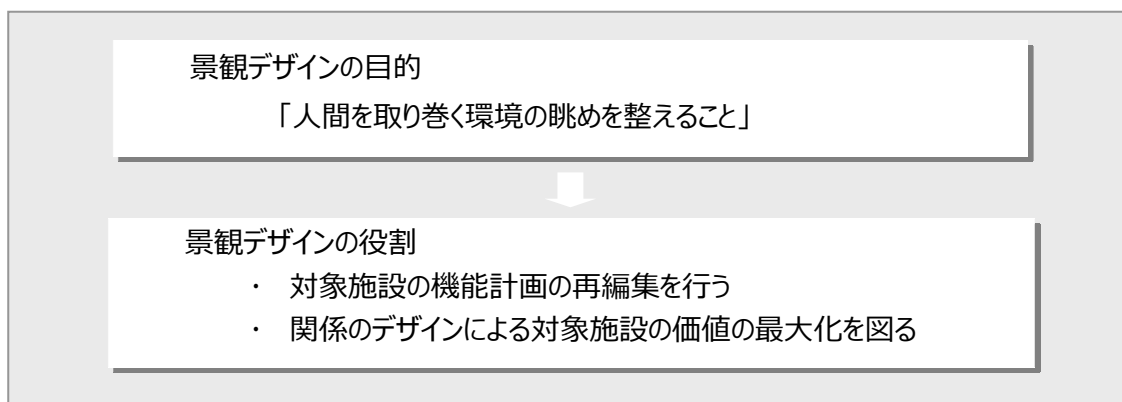 景観デザインの目的
「人間を取り巻く環境の眺めを整えること」
景観デザインの役割
・ 対象施設の機能計画の再編集を行う
・ 関係のデザインによる対象施設の価値の最大化を図る